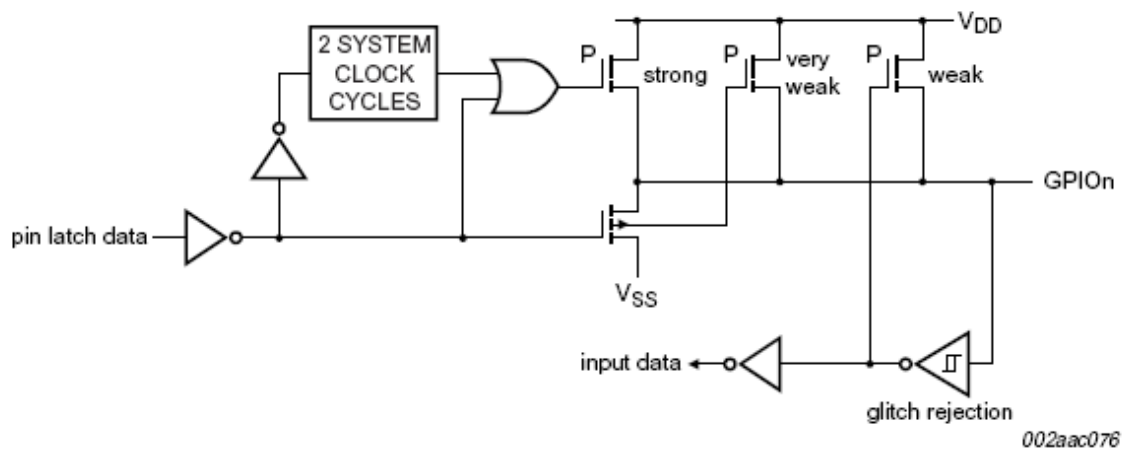 2 SYSTEM
CLOCK
CYCLES
P
strong
P
very
weak
P
weak
VDD
GPIOn
pin latch data
VSS
input data
glitch rejection
002aac076